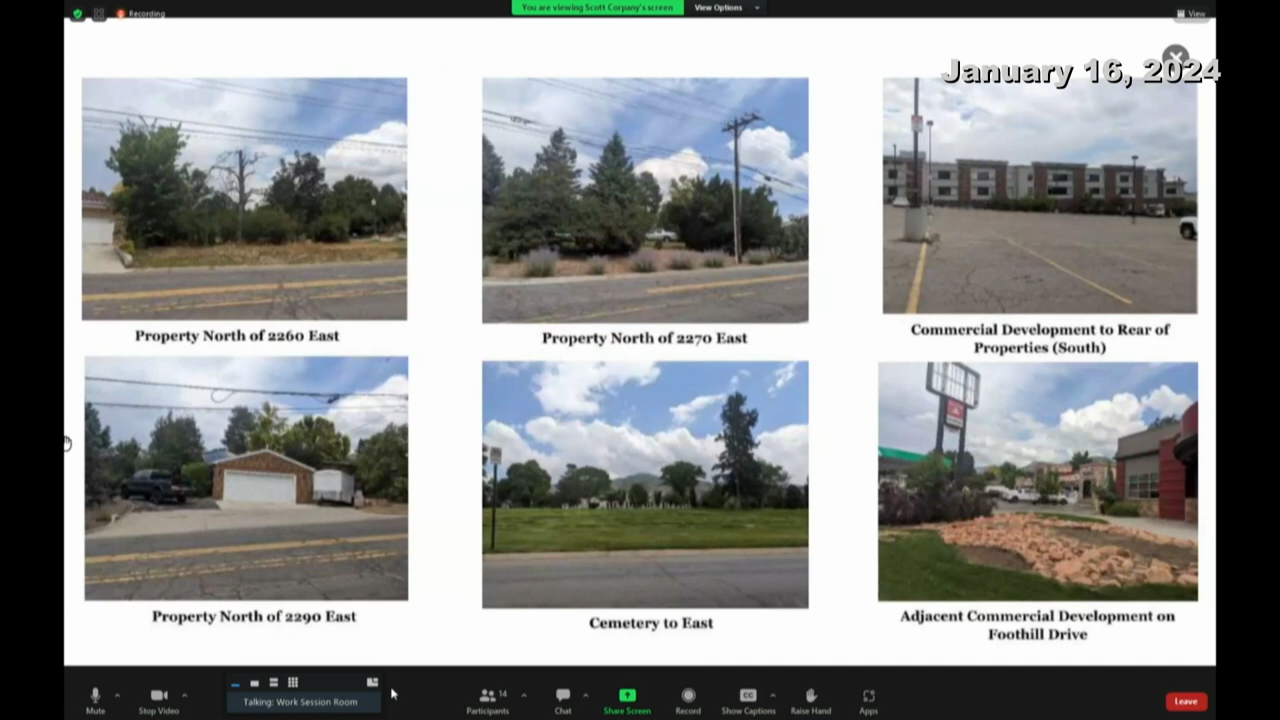 Recording
You are viewing Scott Corpany's screen
View Options
View
January 16, 2024
Property North of 2260 East
Property North of 2270 East
Commercial Development to Rear of
Properties (South)
Property North of 2290 East
Cemetery to East
Adjacent Commercial Development on
Foothill Drive
Talking: Work Session Room
Mute
Stop Video
14
Participants
Chat
Share Screen
Record
CC
Show Captions
Raise Hand
Apps
Leave